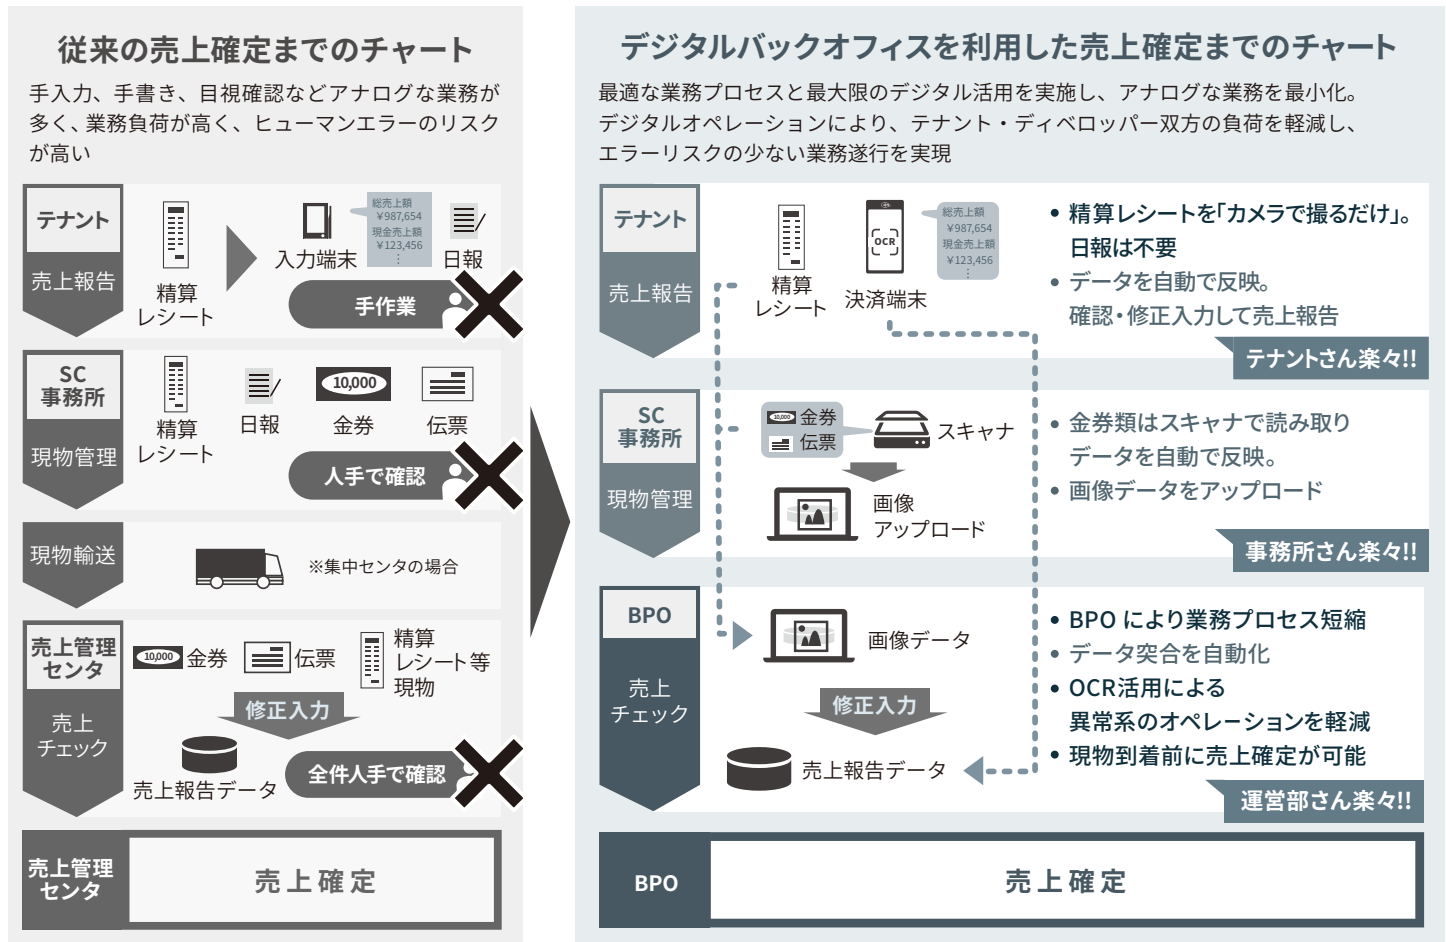 従来の売上確定までのチャート
手入力、手書き、目視確認などアナログな業務が
多く、業務負荷が高く、ヒューマンエラーのリスク
が高い
テナント
売上報告
精算
レシート
入力端末
総売上額
￥987,654
現金売上額
￥123,456
⋮
日報
手作業
SC
事務所
現物管理
精算
レシート
日報
10,000
金券
伝票
人手で確認
現物輸送
※集中センタの場合
売上管理
センタ
売上
チェック
10,000
金券
伝票
精算
レシート等
現物
修正入力
売上報告データ
全件人手で確認
売上管理
センタ
売上確定
デジタルバックオフィスを利用した売上確定までのチャート
最適な業務プロセスと最大限のデジタル活用を実施し、アナログな業務を最小化。
デジタルオペレーションにより、テナント・ディベロッパー双方の負荷を軽減し、
エラーリスクの少ない業務遂行を実現
テナント
売上報告
精算
レシート
OCR
決済端末
総売上額
￥987,654
現金売上額
￥123,456
⋮
• 精算レシートを「カメラで撮るだけ」。
日報は不要
• データを自動で反映。
確認・修正入力して売上報告
テナントさん楽々!!
SC
事務所
現物管理
10,000
金券
伝票
スキャナ
画像
アップロード
• 金券類はスキャナで読み取り
データを自動で反映。
• 画像データをアップロード
事務所さん楽々!!
BPO
売上
チェック
画像データ
修正入力
売上報告データ
• BPO により業務プロセス短縮
• データ突合を自動化
• OCR活用による
異常系のオペレーションを軽減
• 現物到着前に売上確定が可能
運営部さん楽々!!
BPO
売上確定